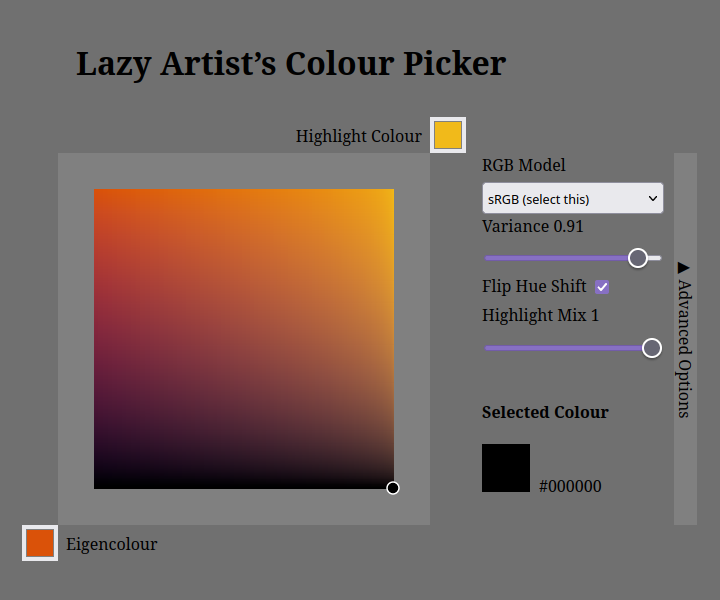 Lazy Artist’s Colour Picker
Highlight Colour
RGB Model
sRGB (select this)
Variance 0.91
Flip Hue Shift
Highlight Mix 1
▶ Advanced Options
Selected Colour
#000000
Eigencolour